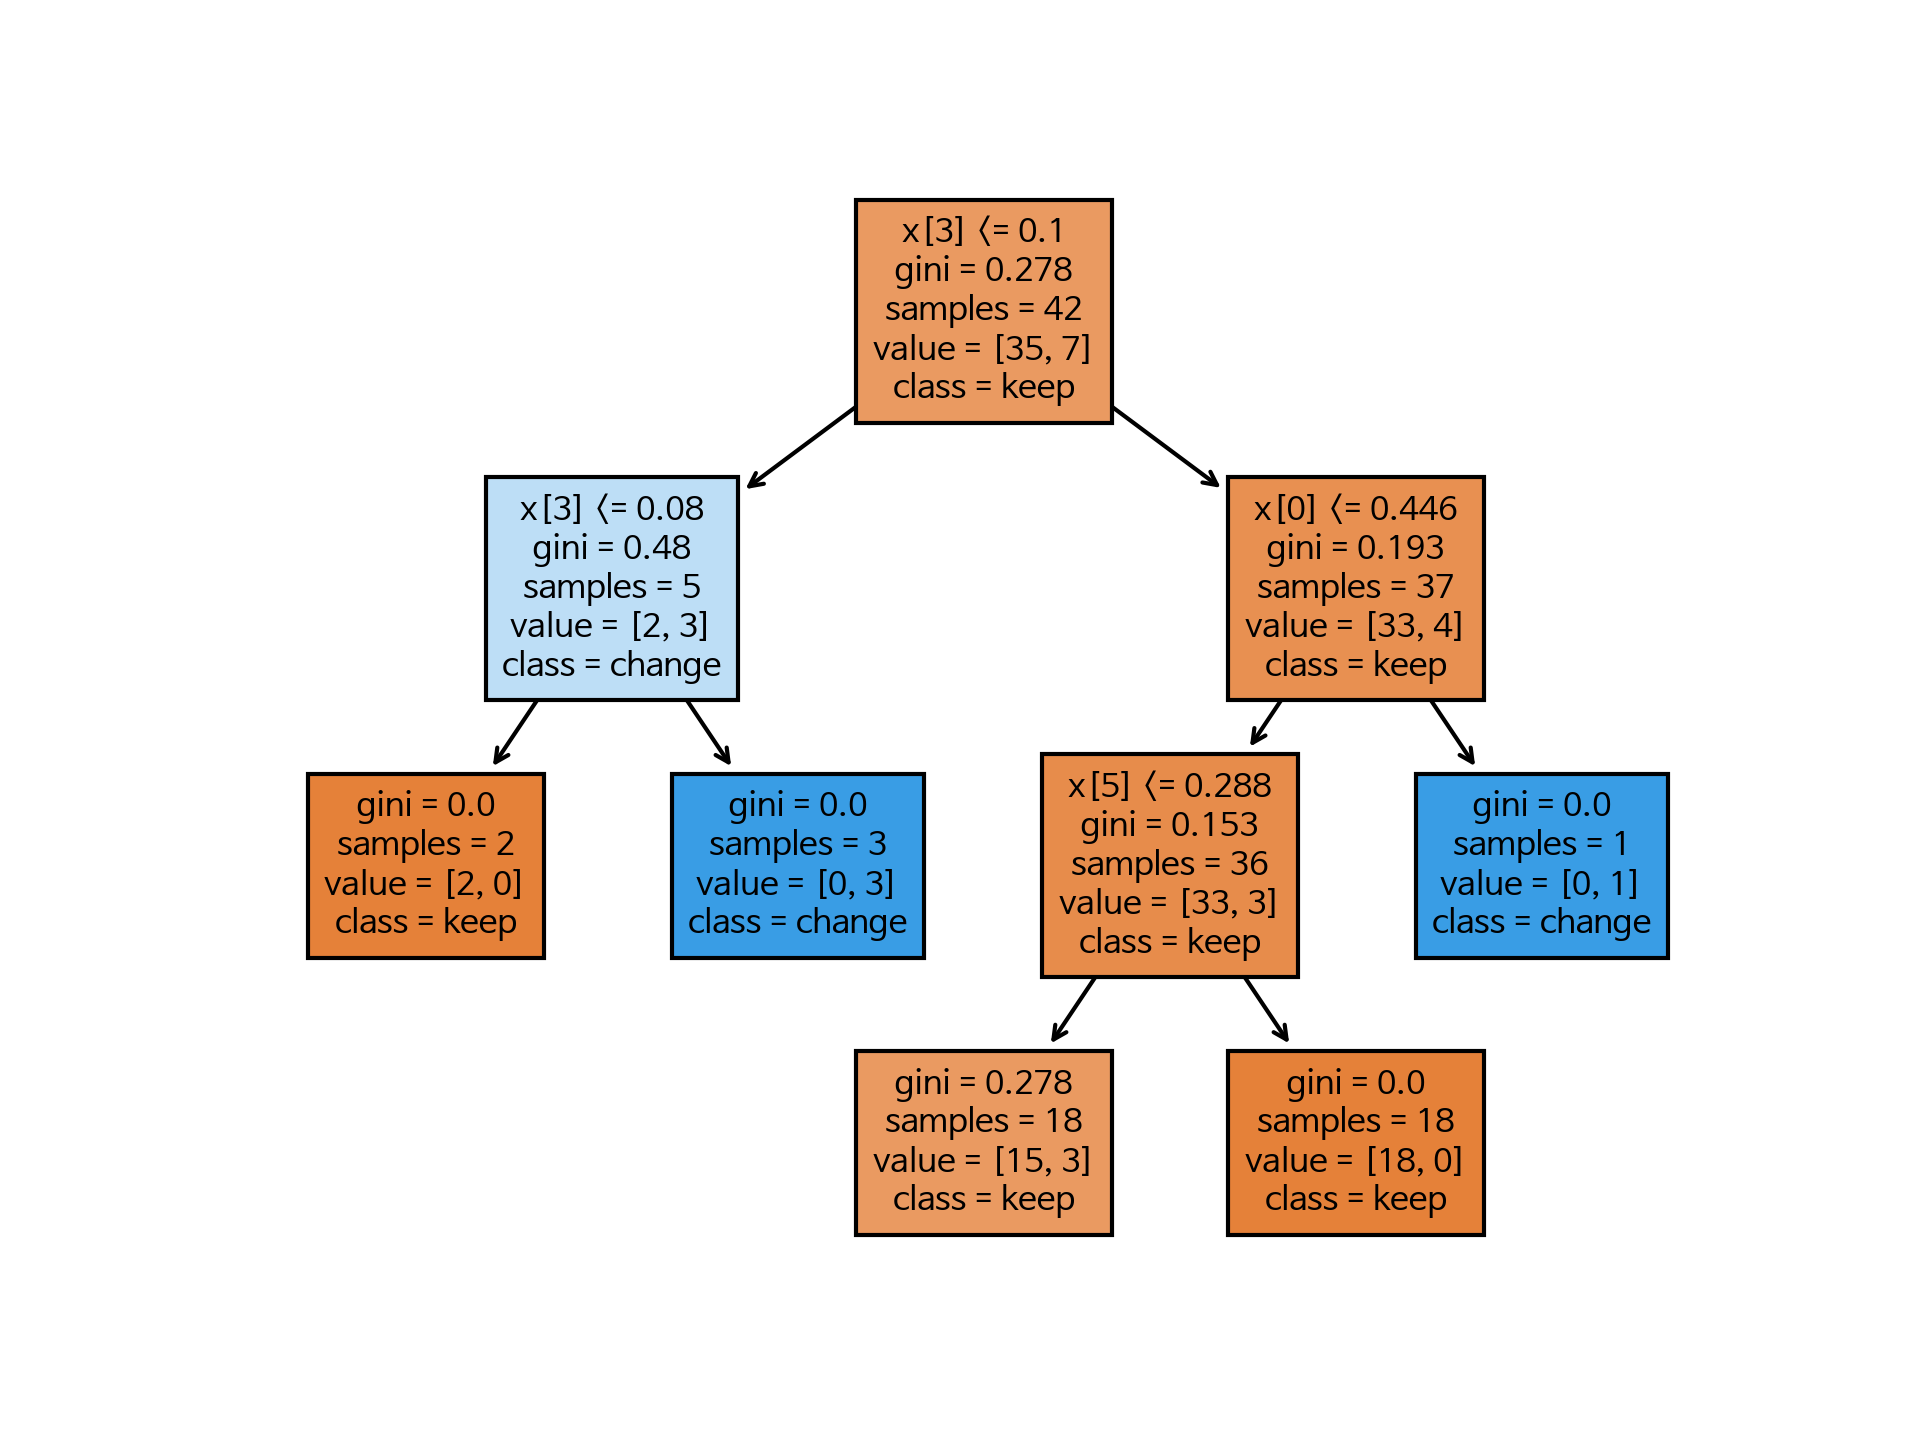 x[3] <= 0.1
gini = 0.278
samples = 42
value = [35, 7]
class = keep
x[3] <= 0.08
gini = 0.48
samples = 5
value = [2, 3]
class = change
x[0] <= 0.446
gini = 0.193
samples = 37
value = [33, 4]
class = keep
gini = 0.0
samples = 2
value = [2, 0]
class = keep
gini = 0.0
samples = 3
value = [0, 3]
class = change
x[5] <= 0.288
gini = 0.153
samples = 36
value = [33, 3]
class = keep
gini = 0.0
samples = 1
value = [0, 1]
class = change
gini = 0.278
samples = 18
value = [15, 3]
class = keep
gini = 0.0
samples = 18
value = [18, 0]
class = keep